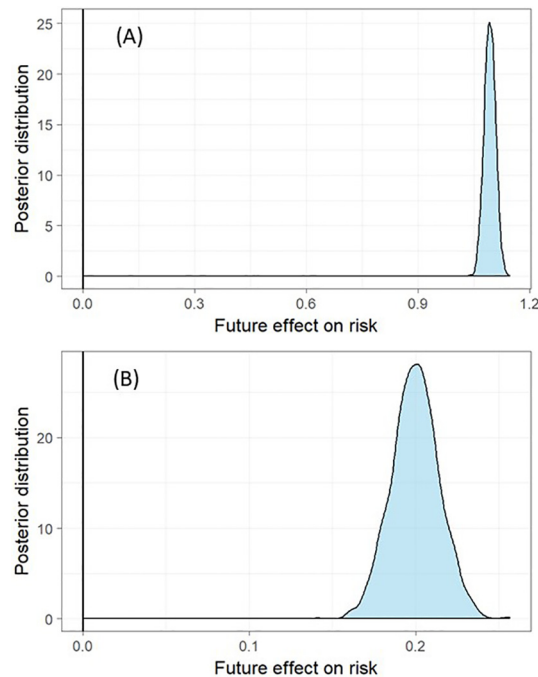 (A)
Posterior distribution
25
20
15
10
5
0
0.0 0.3 0.6 0.9 1.2
Future effect on risk
(B)
Posterior distribution
20
10
0
0.0 0.1 0.2
Future effect on risk